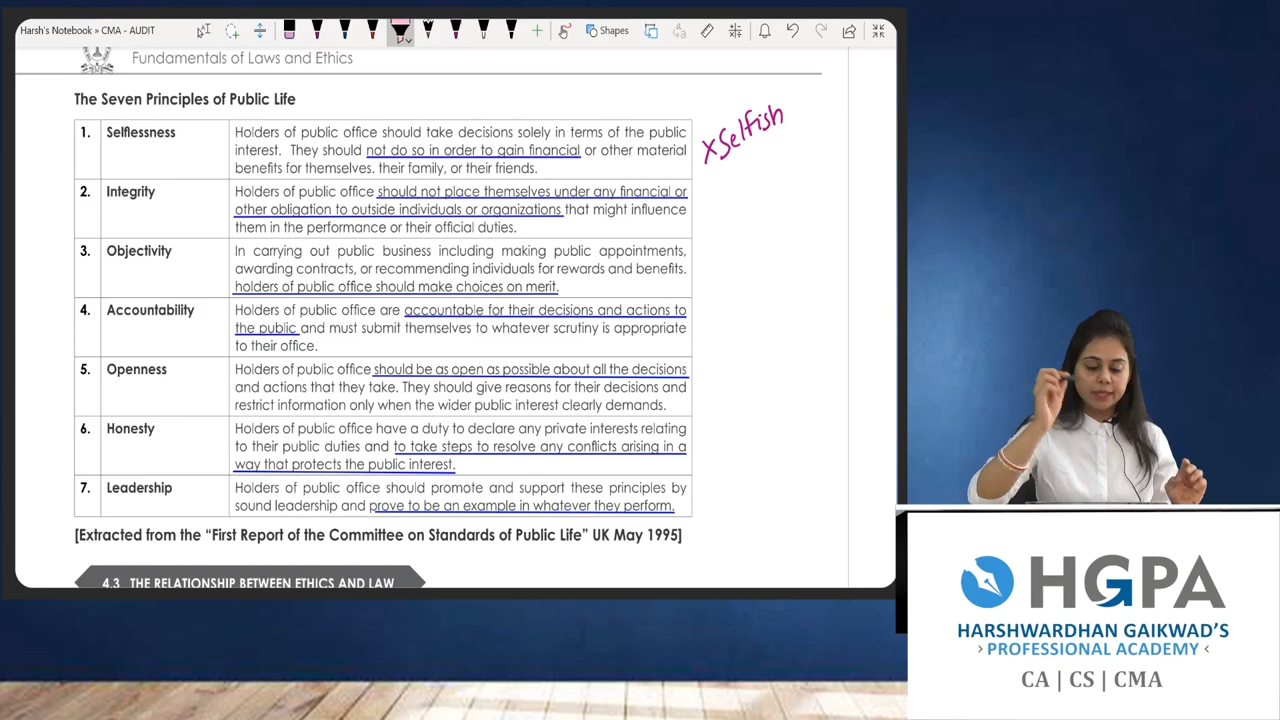 Harsh's Notebook » CMA - AUDIT
Shapes
Fundamentals of Laws and Ethics
The Seven Principles of Public Life
xSelfish
1. Selflessness Holders of public office should take decisions solely in terms of the public
interest. They should not do so in order to gain financial or other material
benefits for themselves. their family, or their friends.
2. Integrity Holders of public office should not place themselves under any financial or
other obligation to outside individuals or organizations that might influence
them in the performance or their official duties.
3. Objectivity In carrying out public business including making public appointments,
awarding contracts, or recommending individuals for rewards and benefits.
holders of public office should make choices on merit.
4. Accountability Holders of public office are accountable for their decisions and actions to
the public and must submit themselves to whatever scrutiny is appropriate
to their office.
5. Openness Holders of public office should be as open as possible about all the decisions
and actions that they take. They should give reasons for their decisions and
restrict information only when the wider public interest clearly demands.
6. Honesty Holders of public office have a duty to declare any private interests relating
to their public duties and to take steps to resolve any conflicts arising in a
way that protects the public interest.
7. Leadership Holders of public office should promote and support these principles by
sound leadership and prove to be an example in whatever they perform.
[Extracted from the “First Report of the Committee on Standards of Public Life” UK May 1995]
4.3 THE RELATIONSHIP BETWEEN ETHICS AND LAW
HGPA
HARSHWARDHAN GAIKWAD'S
› PROFESSIONAL ACADEMY ‹
CA | CS | CMA